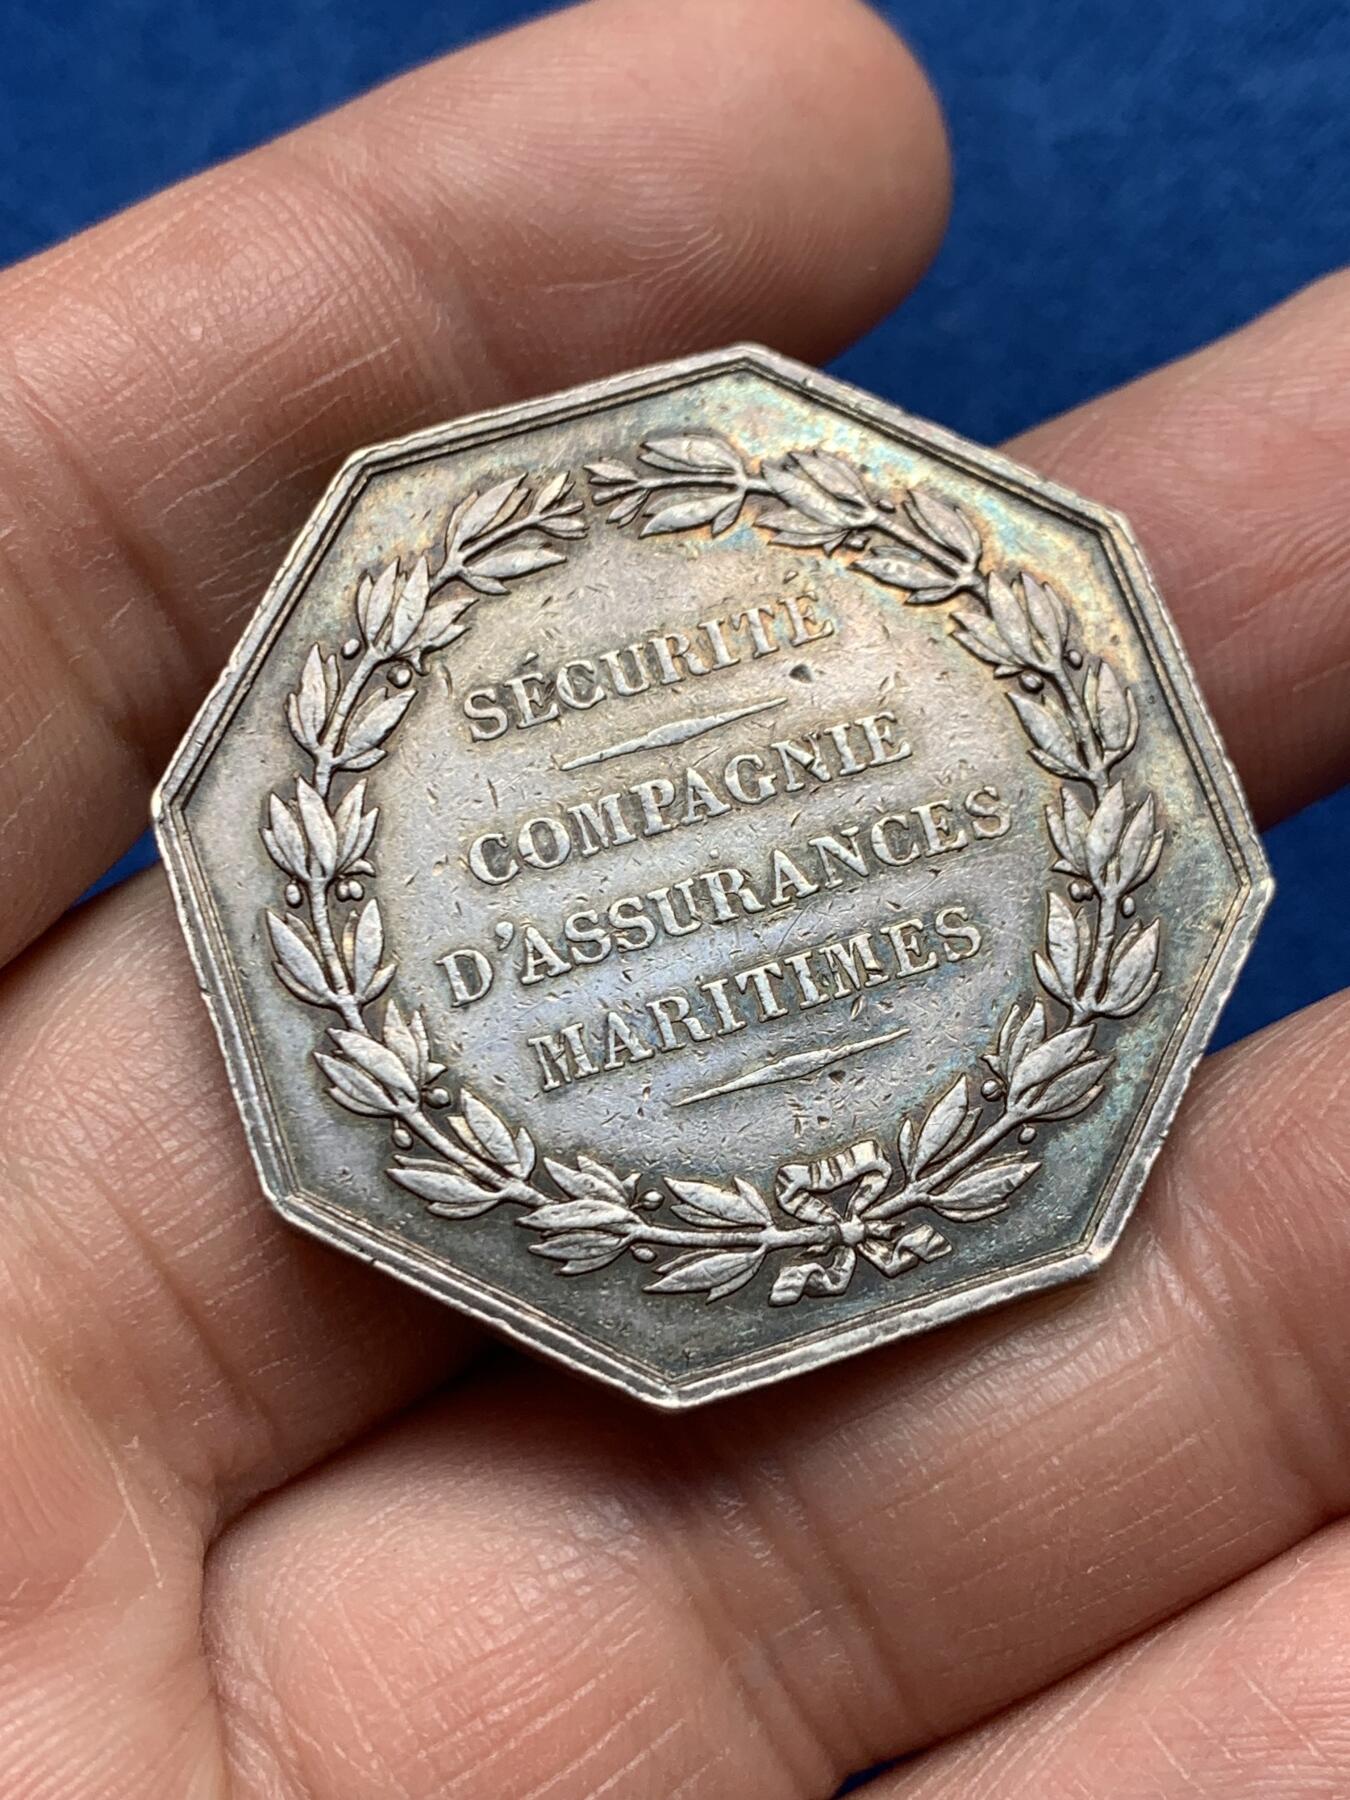 SÉCURITÉ
COMPAGNIE
D'ASSURANCES
MARITIMES